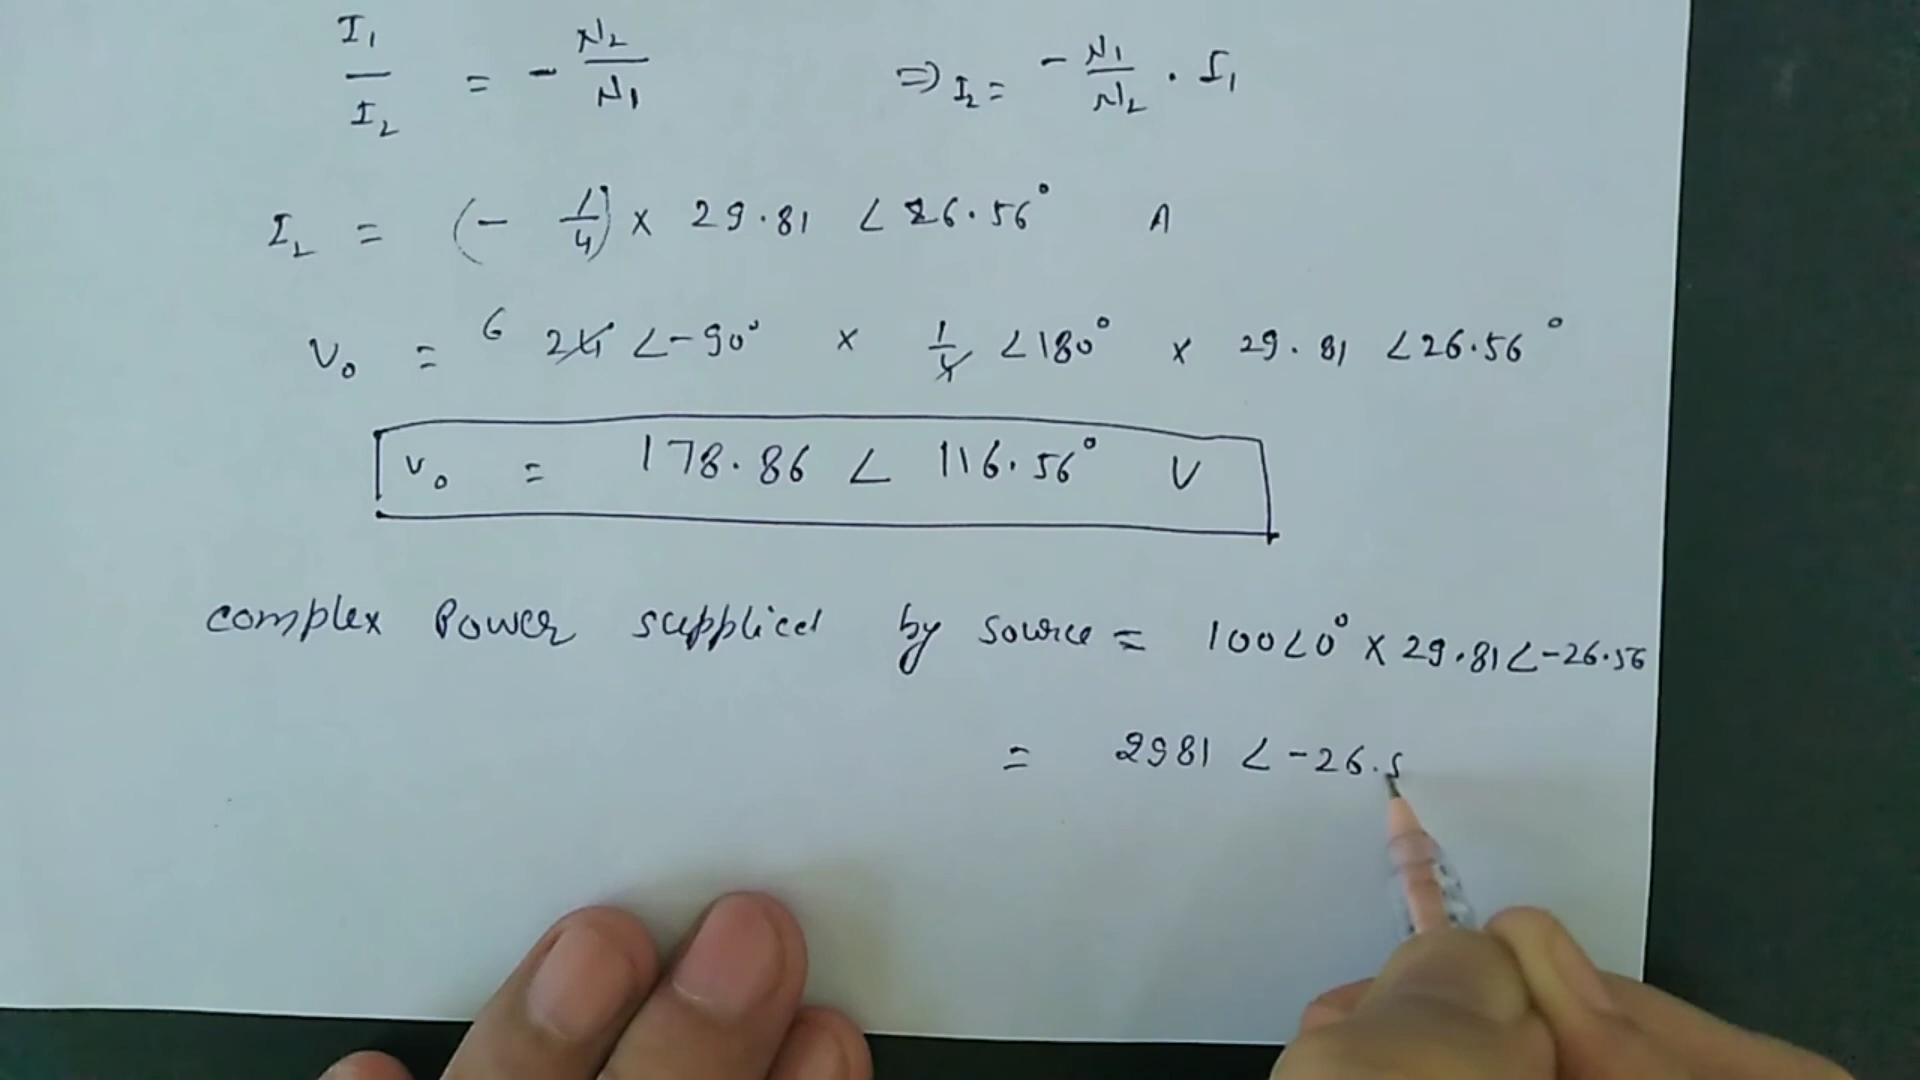 I₁/I₂ = - N₂/N₁ ⇒ I₂ = - N₁/N₂ . I₁
I₂ = (- 1/4) × 29.81 ∠26.56° A
V₀ = 6 24 ∠-90° × 1/4 ∠180° × 29.81 ∠26.56°
V₀ = 178.86 ∠ 116.56° V
complex Power supplied by source = 100∠0° × 29.81∠-26.56
= 2981 ∠-26.5